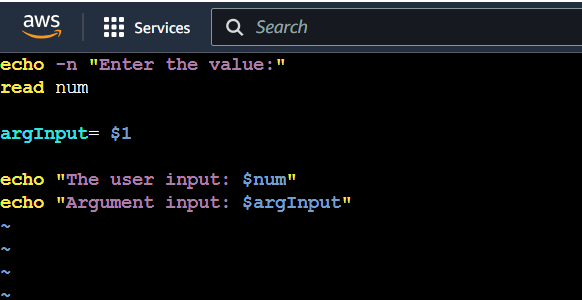 aws Services Search
echo -n "Enter the value:"
read num
argInput= $1
echo "The user input: $num"
echo "Argument input: $argInput"
~
~
~
~